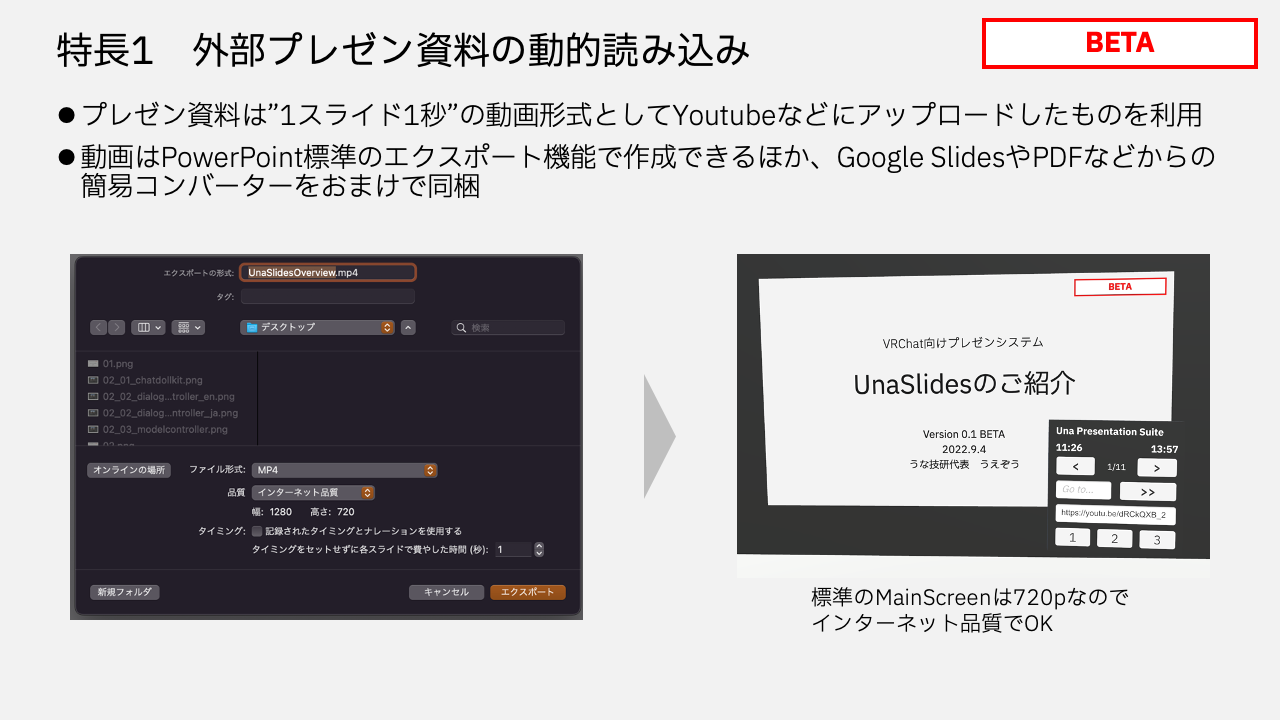 特長1　外部プレゼン資料の動的読み込み
BETA
●プレゼン資料は”1スライド1秒”の動画形式としてYoutubeなどにアップロードしたものを利用
●動画はPowerPoint標準のエクスポート機能で作成できるほか、Google SlidesやPDFなどからの
簡易コンバーターをおまけで同梱
エクスポートの形式: UnaSlidesOverview.mp4
タグ:
デスクトップ
検索
01.png
02_01_chatdollkit.png
02_02_dialog...troller_en.png
02_02_dialog...ntroller_ja.png
02_03_modelcontroller.png
オンラインの場所 ファイル形式: MP4
品質 インターネット品質
幅: 1280 高さ: 720
タイミング: 記録されたタイミングとナレーションを使用する
タイミングをセットせずに各スライドで費やした時間 (秒): 1
新規フォルダ キャンセル エクスポート
BETA
VRChat向けプレゼンシステム
UnaSlidesのご紹介
Version 0.1 BETA
2022.9.4
うな技研代表　うえぞう
Una Presentation Suite
11:26 13:57
< 1/11 >
Go to... >>
https://youtu.be/dRCkQXB_2
1 2 3
標準のMainScreenは720pなので
インターネット品質でOK